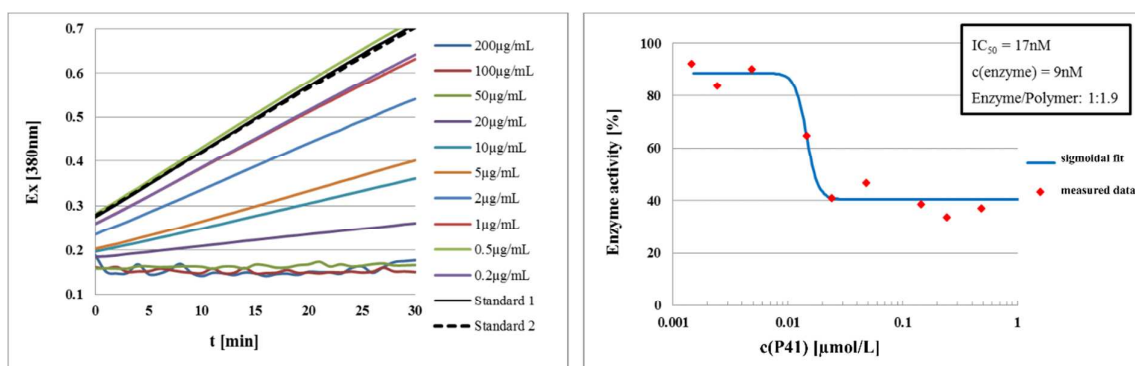 0.7
0.6
0.5
0.4
0.3
0.2
0.1
Ex [380nm]
0
5
10
15
20
25
30
t [min]
200µg/mL
100µg/mL
50µg/mL
20µg/mL
10µg/mL
5µg/mL
2µg/mL
1µg/mL
0.5µg/mL
0.2µg/mL
Standard 1
Standard 2
100
80
60
40
20
0
Enzyme activity [%]
0.001
0.01
0.1
1
c(P41) [µmol/L]
IC50 = 17nM
c(enzyme) = 9nM
Enzyme/Polymer: 1:1.9
sigmoidal fit
measured data